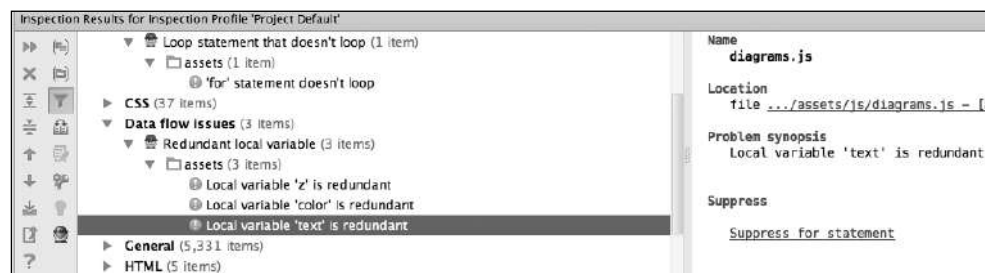 Inspection Results for Inspection Profile 'Project Default'
Loop statement that doesn't loop (1 item)
assets (1 item)
'for' statement doesn't loop
CSS (37 items)
Data flow issues (3 items)
Redundant local variable (3 items)
assets (3 items)
Local variable 'z' is redundant
Local variable 'color' is redundant
Local variable 'text' is redundant
General (5,331 items)
HTML (5 items)
?
Name
diagrams.js
Location
file .../assets/js/diagrams.js – [
Problem synopsis
Local variable 'text' is redundant
Suppress
Suppress for statement